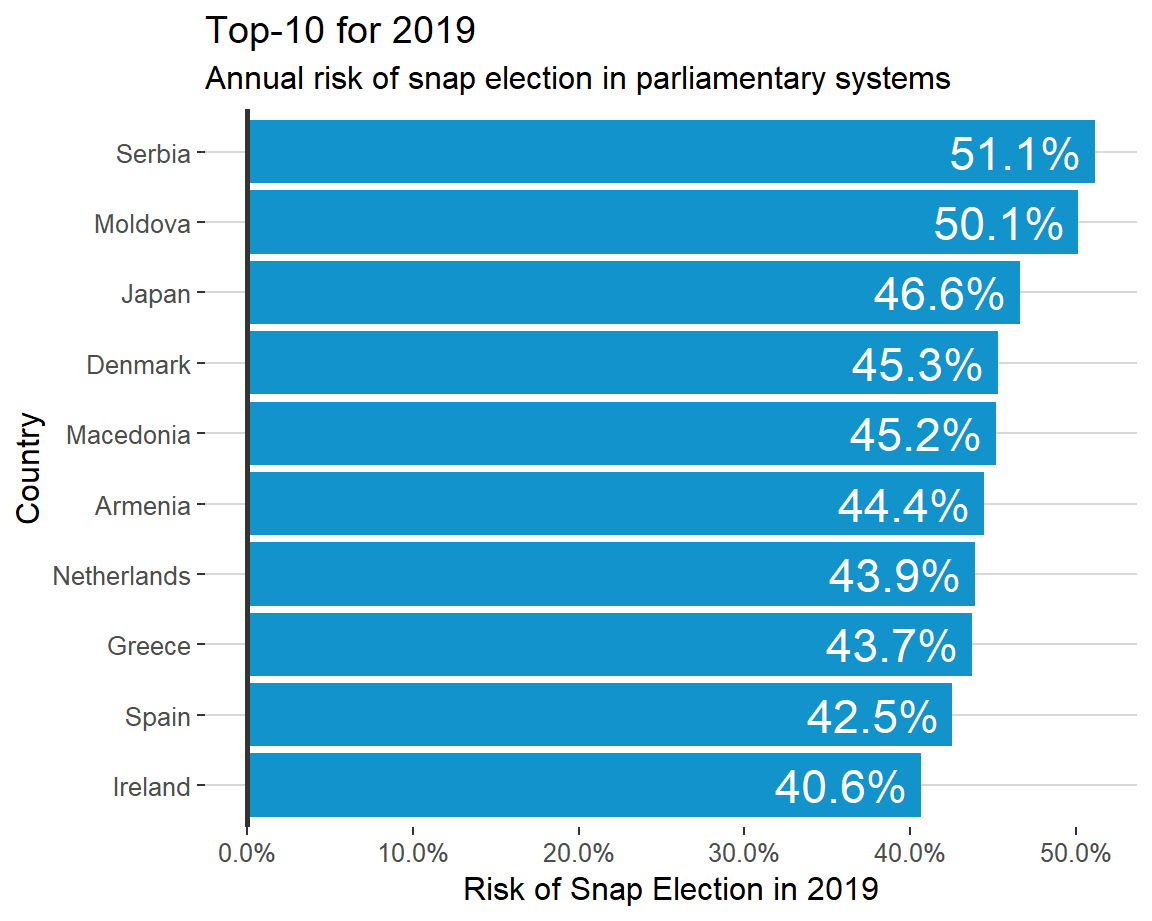 Top-10 for 2019
Annual risk of snap election in parliamentary systems
Country
Serbia 51.1%
Moldova 50.1%
Japan 46.6%
Denmark 45.3%
Macedonia 45.2%
Armenia 44.4%
Netherlands 43.9%
Greece 43.7%
Spain 42.5%
Ireland 40.6%
0.0% 10.0% 20.0% 30.0% 40.0% 50.0%
Risk of Snap Election in 2019